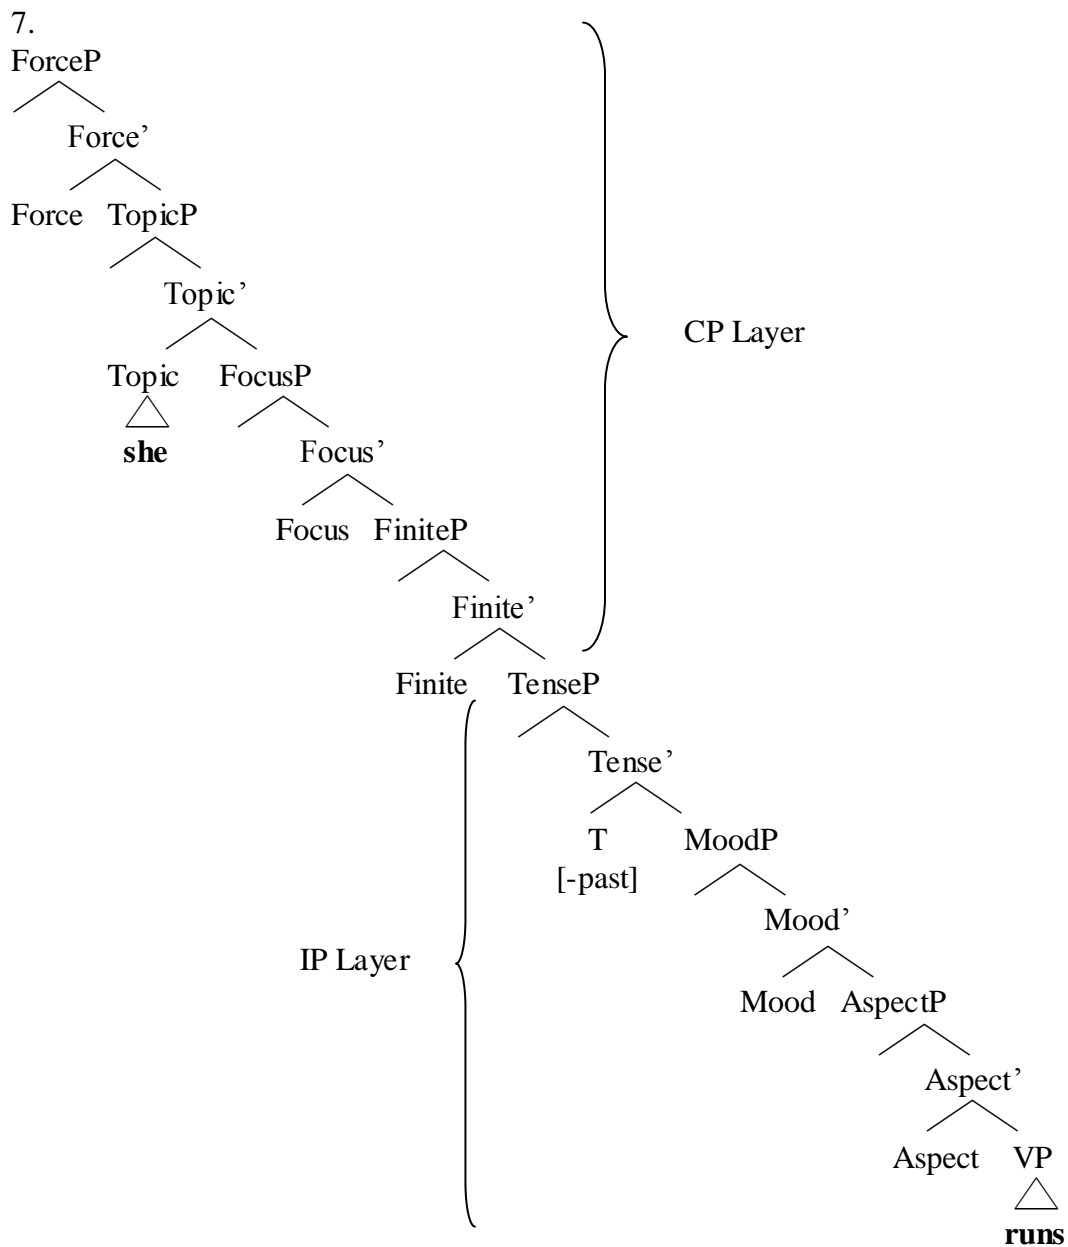 7.
ForceP
Force’
Force TopicP
Topic’
CP Layer
Topic FocusP
she
Focus’
Focus FiniteP
Finite’
Finite TenseP
Tense’
T MoodP
[-past]
Mood’
IP Layer
Mood AspectP
Aspect’
Aspect VP
runs